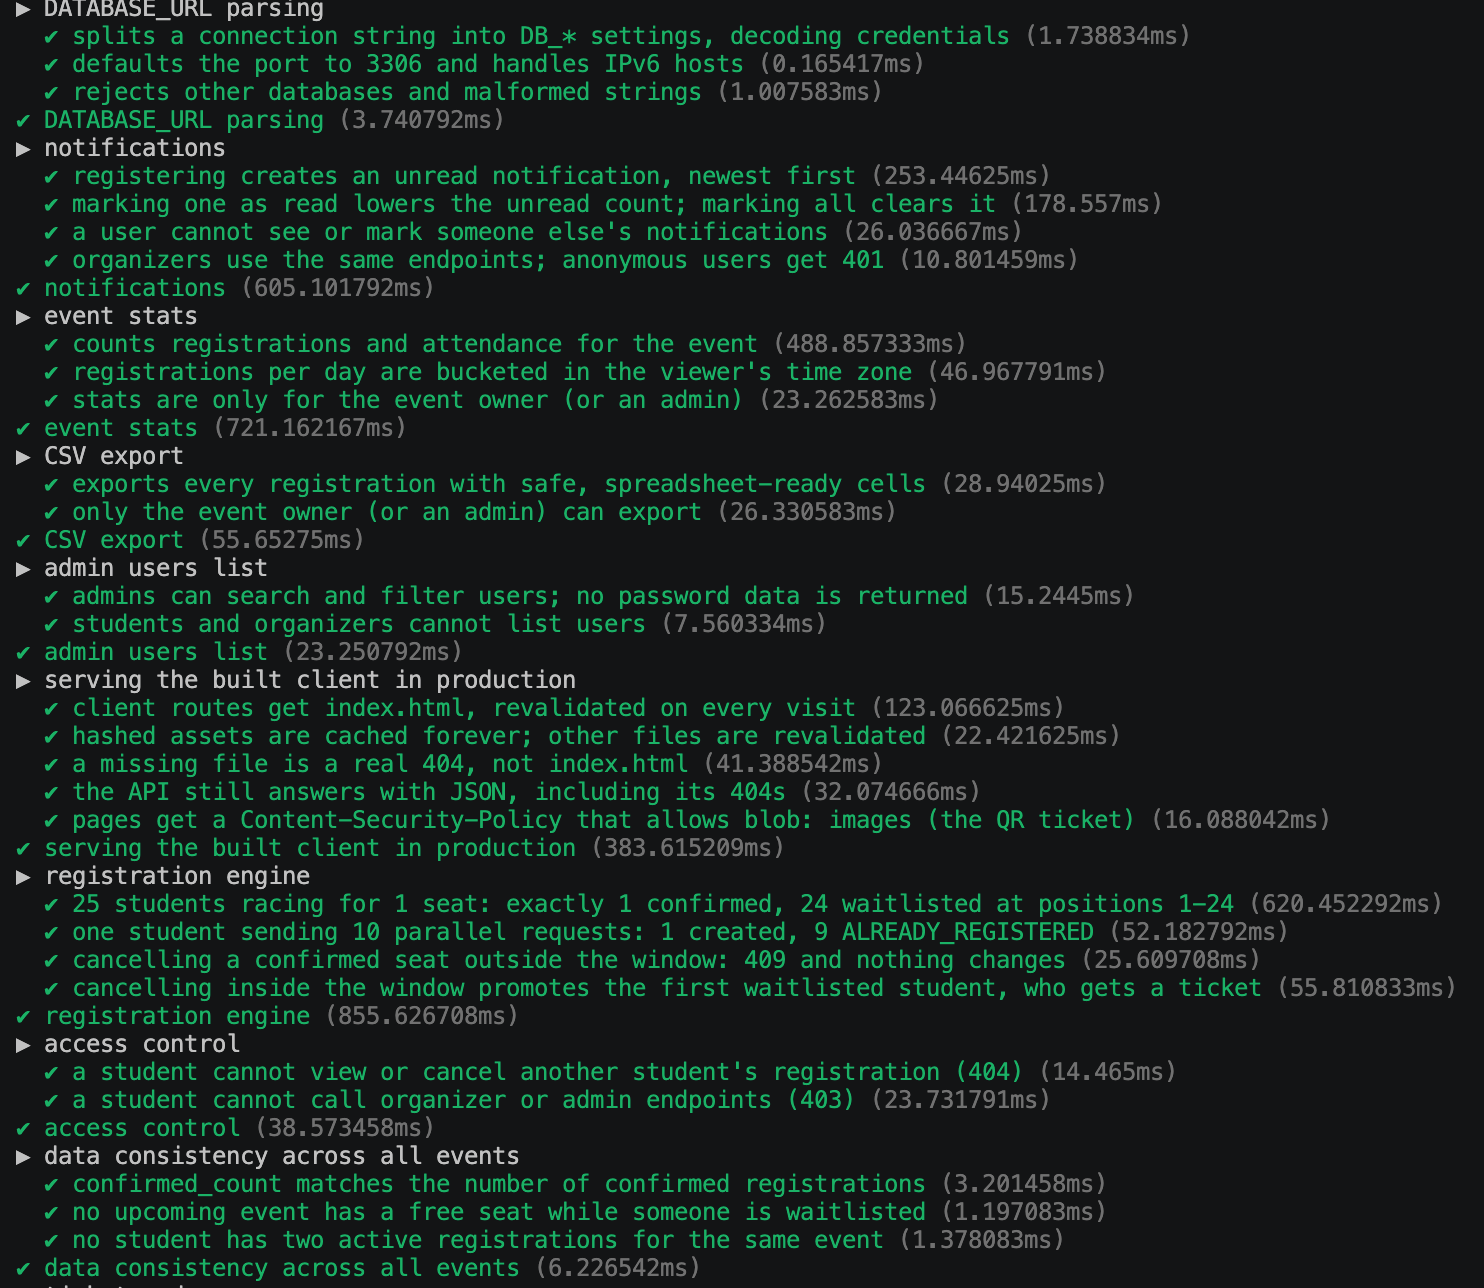 ▶ DATABASE_URL parsing
✔ splits a connection string into DB_* settings, decoding credentials (1.738834ms)
✔ defaults the port to 3306 and handles IPv6 hosts (0.165417ms)
✔ rejects other databases and malformed strings (1.007583ms)
✔ DATABASE_URL parsing (3.740792ms)
▶ notifications
✔ registering creates an unread notification, newest first (253.44625ms)
✔ marking one as read lowers the unread count; marking all clears it (178.557ms)
✔ a user cannot see or mark someone else's notifications (26.036667ms)
✔ organizers use the same endpoints; anonymous users get 401 (10.801459ms)
✔ notifications (605.101792ms)
▶ event stats
✔ counts registrations and attendance for the event (488.857333ms)
✔ registrations per day are bucketed in the viewer's time zone (46.967791ms)
✔ stats are only for the event owner (or an admin) (23.262583ms)
✔ event stats (721.162167ms)
▶ CSV export
✔ exports every registration with safe, spreadsheet-ready cells (28.94025ms)
✔ only the event owner (or an admin) can export (26.330583ms)
✔ CSV export (55.65275ms)
▶ admin users list
✔ admins can search and filter users; no password data is returned (15.2445ms)
✔ students and organizers cannot list users (7.560334ms)
✔ admin users list (23.250792ms)
▶ serving the built client in production
✔ client routes get index.html, revalidated on every visit (123.066625ms)
✔ hashed assets are cached forever; other files are revalidated (22.421625ms)
✔ a missing file is a real 404, not index.html (41.388542ms)
✔ the API still answers with JSON, including its 404s (32.074666ms)
✔ pages get a Content-Security-Policy that allows blob: images (the QR ticket) (16.088042ms)
✔ serving the built client in production (383.615209ms)
▶ registration engine
✔ 25 students racing for 1 seat: exactly 1 confirmed, 24 waitlisted at positions 1–24 (620.452292ms)
✔ one student sending 10 parallel requests: 1 created, 9 ALREADY_REGISTERED (52.182792ms)
✔ cancelling a confirmed seat outside the window: 409 and nothing changes (25.609708ms)
✔ cancelling inside the window promotes the first waitlisted student, who gets a ticket (55.810833ms)
✔ registration engine (855.626708ms)
▶ access control
✔ a student cannot view or cancel another student's registration (404) (14.465ms)
✔ a student cannot call organizer or admin endpoints (403) (23.731791ms)
✔ access control (38.573458ms)
▶ data consistency across all events
✔ confirmed_count matches the number of confirmed registrations (3.201458ms)
✔ no upcoming event has a free seat while someone is waitlisted (1.197083ms)
✔ no student has two active registrations for the same event (1.378083ms)
✔ data consistency across all events (6.226542ms)